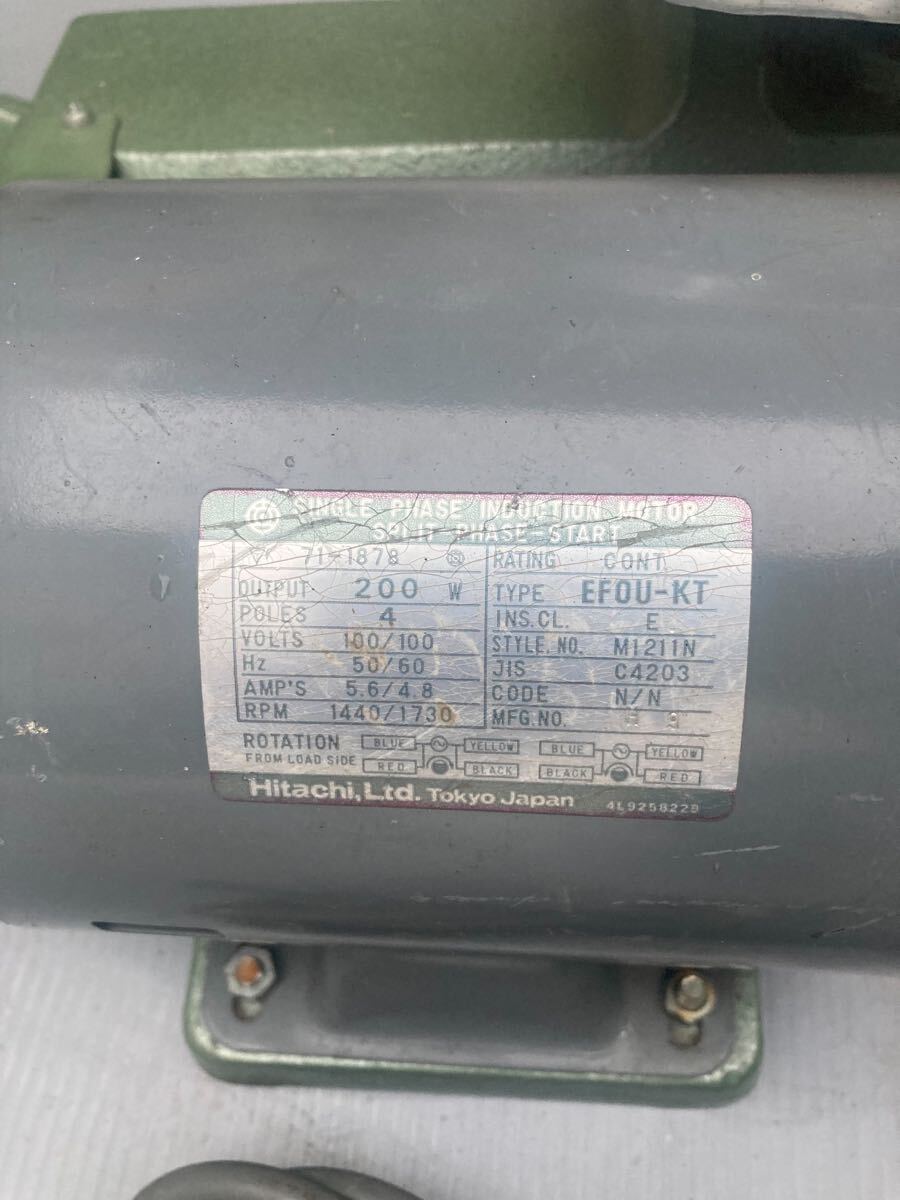 SINGLE PHASE INDUCTION MOTOR
SPLIT-PHASE-START
71-1878
OUTPUT 200 W
POLES 4
VOLTS 100/100
Hz 50/60
AMP'S 5.6/4.8
RPM 1440/1730
RATING CONT.
TYPE EFOU-KT
INS.CL. E
STYLE.NO. M1211N
JIS C4203
CODE N/N
MFG.NO.
ROTATION
FROM LOAD SIDE
BLUE YELLOW BLUE YELLOW
RED BLACK BLACK RED
Hitachi,Ltd. Tokyo Japan